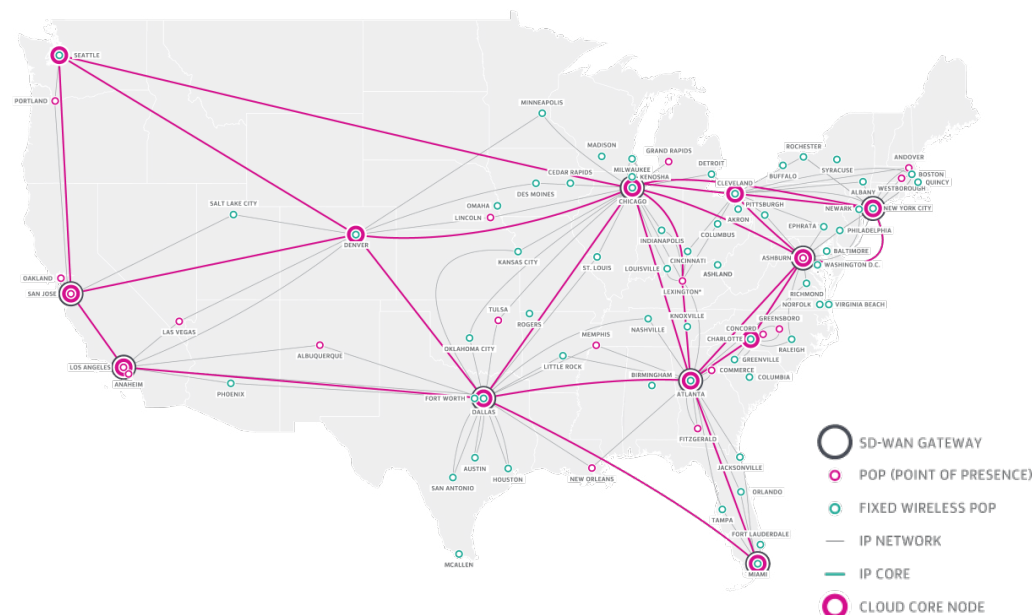 SEATTLE
PORTLAND
MINNEAPOLIS
MADISON
GRAND RAPIDS
MILWAUKEE
KENOSHA
CHICAGO
DETROIT
CLEVELAND
ROCHESTER
BUFFALO
SYRACUSE
ANDOVER
BOSTON
QUINCY
WESTBOROUGH
ALBANY
NEW YORK CITY
NEWARK
CEDAR RAPIDS
DES MOINES
OMAHA
LINCOLN
SALT LAKE CITY
DENVER
KANSAS CITY
ST. LOUIS
INDIANAPOLIS
LOUISVILLE
CINCINNATI
COLUMBUS
AKRON
PITTSBURGH
EPHRATA
PHILADELPHIA
BALTIMORE
ASHBURN
WASHINGTON D.C.
ASHLAND
LEXINGTON*
RICHMOND
NORFOLK
VIRGINIA BEACH
OAKLAND
SAN JOSE
LAS VEGAS
ALBUQUERQUE
TULSA
ROGERS
OKLAHOMA CITY
MEMPHIS
LITTLE ROCK
NASHVILLE
KNOXVILLE
CONCORD
GREENSBORO
CHARLOTTE
RALEIGH
GREENVILLE
COMMERCE
COLUMBIA
LOS ANGELES
ANAHEIM
PHOENIX
FORT WORTH
DALLAS
BIRMINGHAM
ATLANTA
FITZGERALD
AUSTIN
SAN ANTONIO
HOUSTON
NEW ORLEANS
JACKSONVILLE
ORLANDO
TAMPA
FORT LAUDERDALE
MIAMI
MCALLEN
SD-WAN GATEWAY
POP (POINT OF PRESENCE)
FIXED WIRELESS POP
IP NETWORK
IP CORE
CLOUD CORE NODE